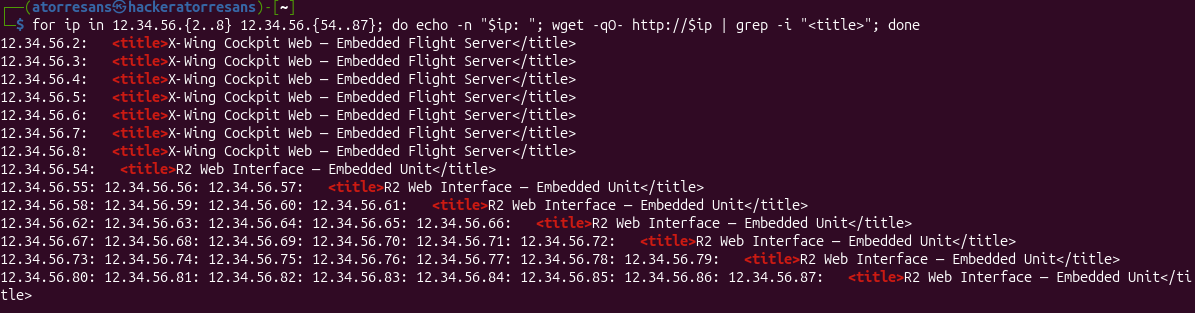 ┌──(atorresans㉿hackeratorresans)-[~]
└─$ for ip in 12.34.56.{2..8} 12.34.56.{54..87}; do echo -n "$ip: "; wget -qO- http://$ip | grep -i "<title>"; done
12.34.56.2:   <title>X-Wing Cockpit Web — Embedded Flight Server</title>
12.34.56.3:   <title>X-Wing Cockpit Web — Embedded Flight Server</title>
12.34.56.4:   <title>X-Wing Cockpit Web — Embedded Flight Server</title>
12.34.56.5:   <title>X-Wing Cockpit Web — Embedded Flight Server</title>
12.34.56.6:   <title>X-Wing Cockpit Web — Embedded Flight Server</title>
12.34.56.7:   <title>X-Wing Cockpit Web — Embedded Flight Server</title>
12.34.56.8:   <title>X-Wing Cockpit Web — Embedded Flight Server</title>
12.34.56.54:   <title>R2 Web Interface — Embedded Unit</title>
12.34.56.55: 12.34.56.56: 12.34.56.57:   <title>R2 Web Interface — Embedded Unit</title>
12.34.56.58: 12.34.56.59: 12.34.56.60: 12.34.56.61:   <title>R2 Web Interface — Embedded Unit</title>
12.34.56.62: 12.34.56.63: 12.34.56.64: 12.34.56.65: 12.34.56.66:   <title>R2 Web Interface — Embedded Unit</title>
12.34.56.67: 12.34.56.68: 12.34.56.69: 12.34.56.70: 12.34.56.71: 12.34.56.72:   <title>R2 Web Interface — Embedded Unit</title>
12.34.56.73: 12.34.56.74: 12.34.56.75: 12.34.56.76: 12.34.56.77: 12.34.56.78: 12.34.56.79:   <title>R2 Web Interface — Embedded Unit</title>
12.34.56.80: 12.34.56.81: 12.34.56.82: 12.34.56.83: 12.34.56.84: 12.34.56.85: 12.34.56.86: 12.34.56.87:   <title>R2 Web Interface — Embedded Unit</ti
tle>